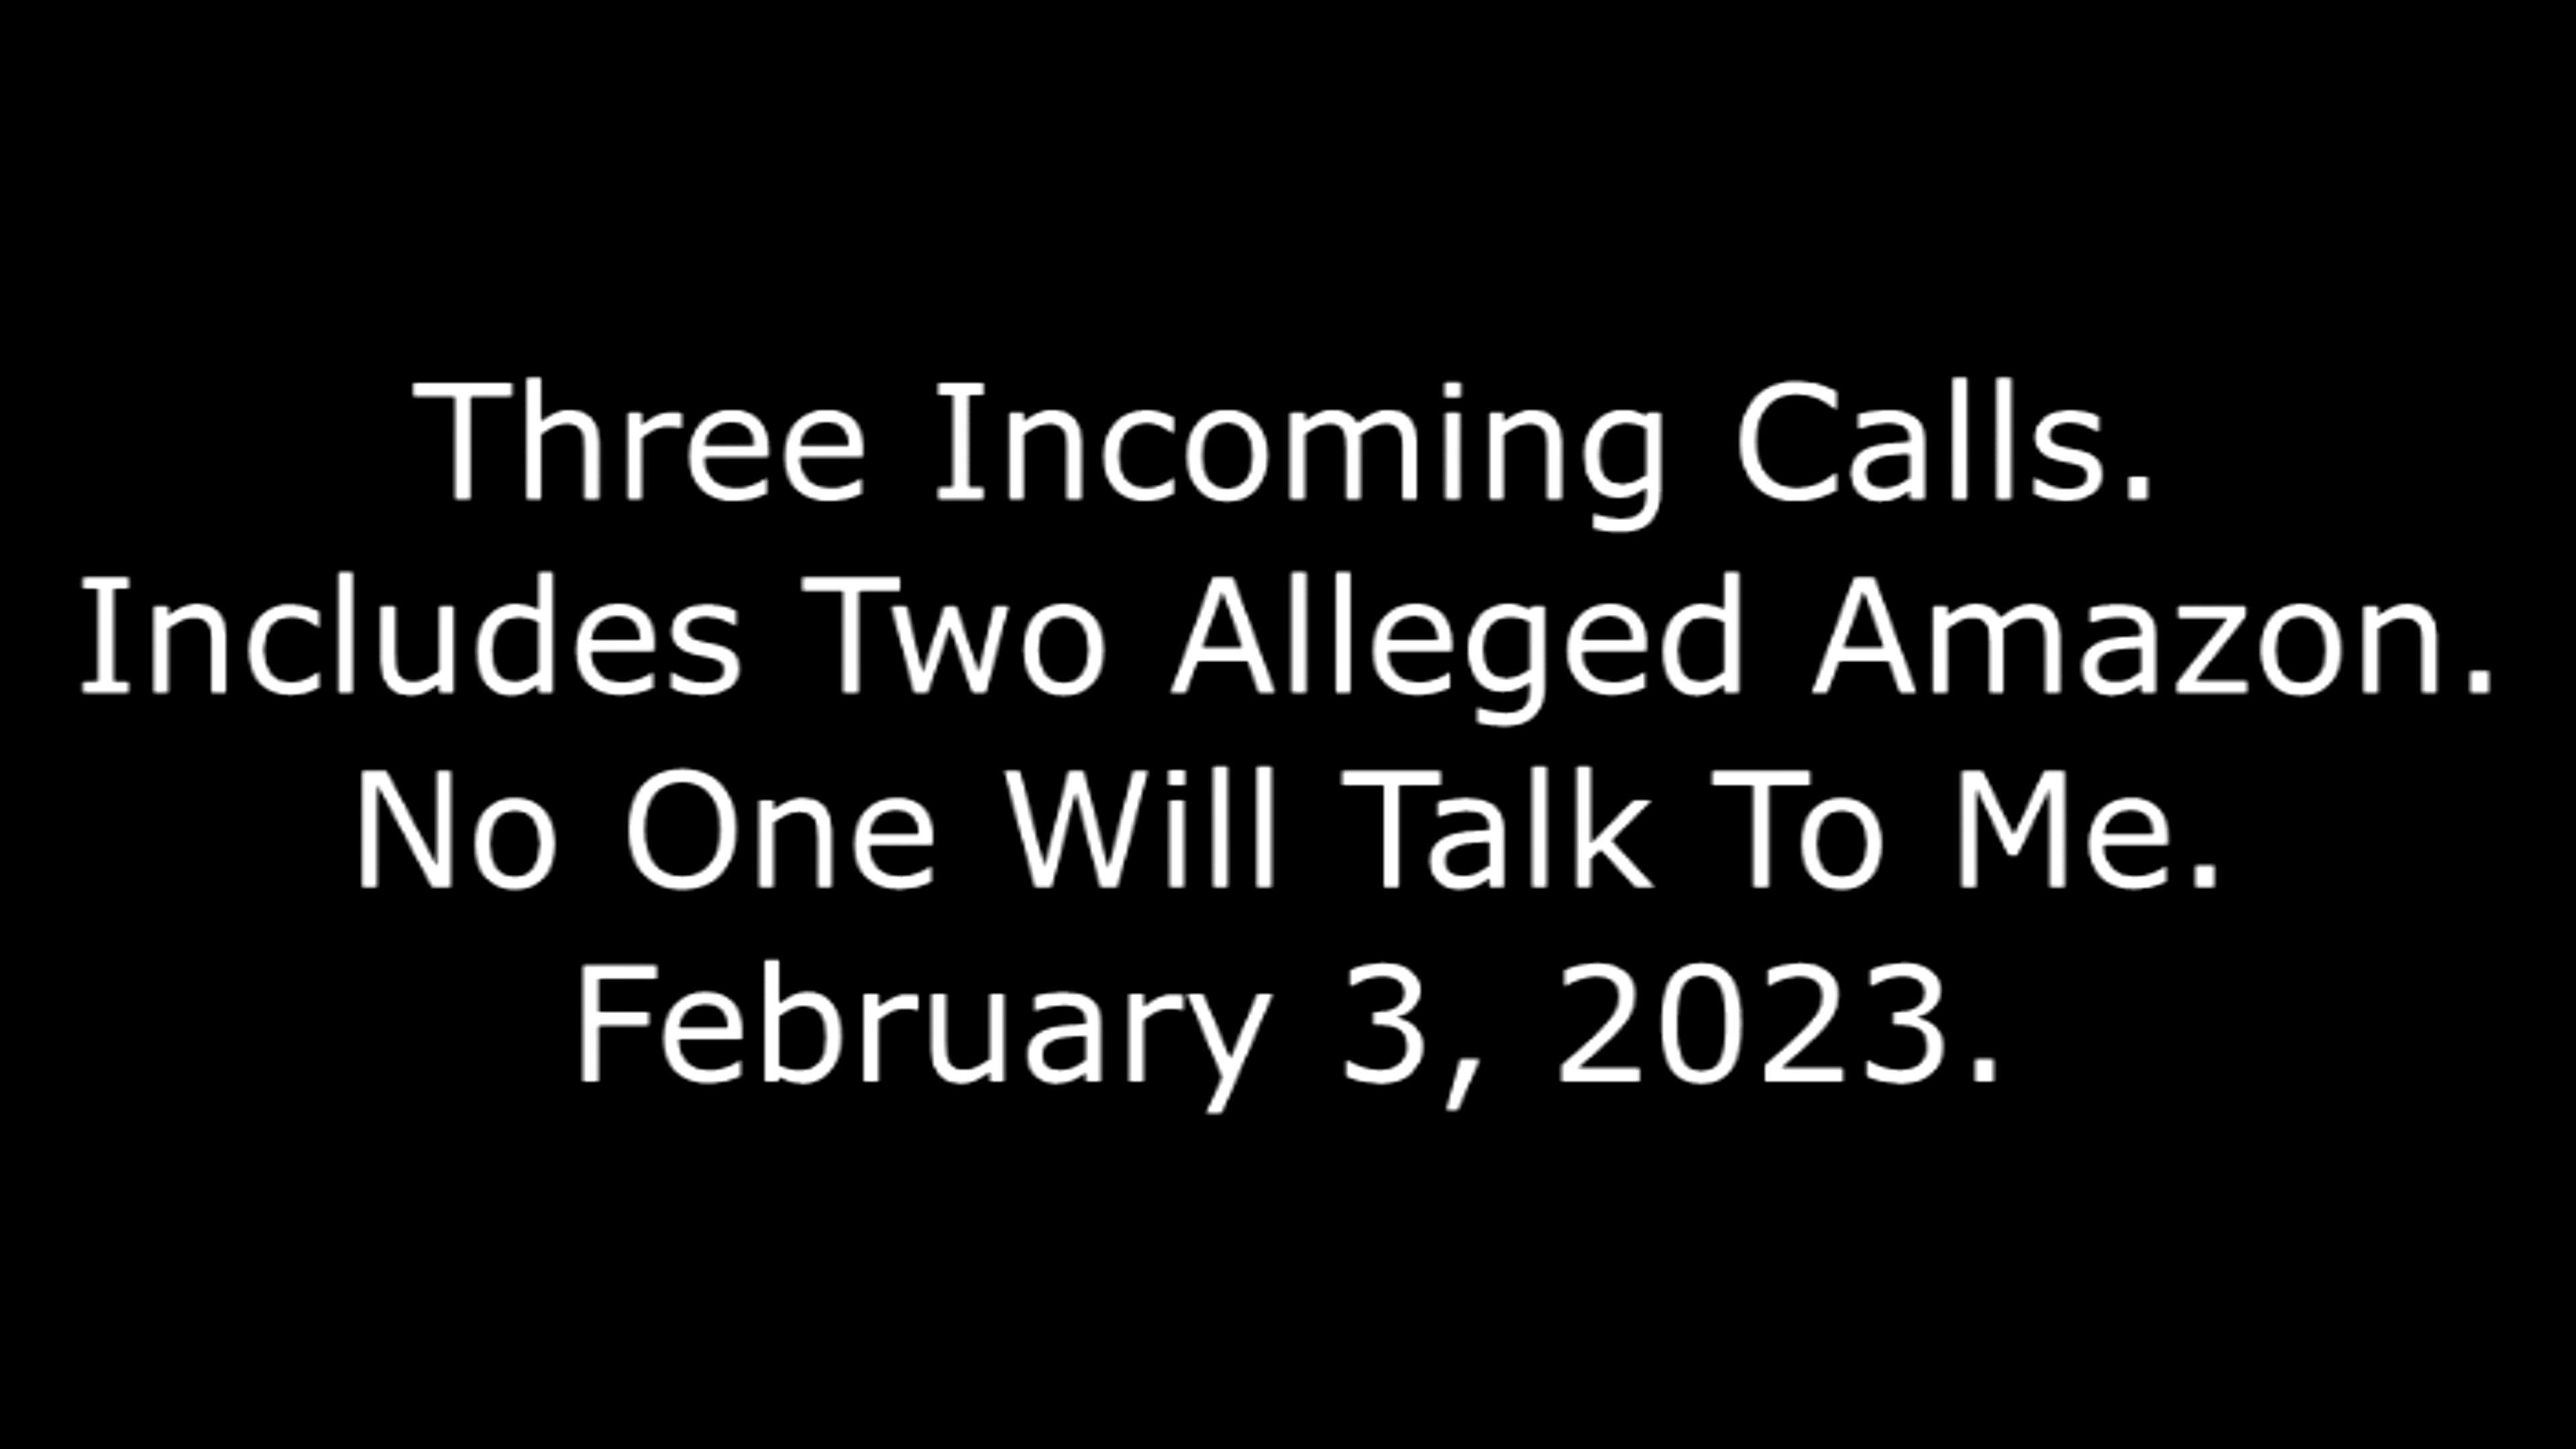 Three Incoming Calls.
Includes Two Alleged Amazon.
No One Will Talk To Me.
February 3, 2023.